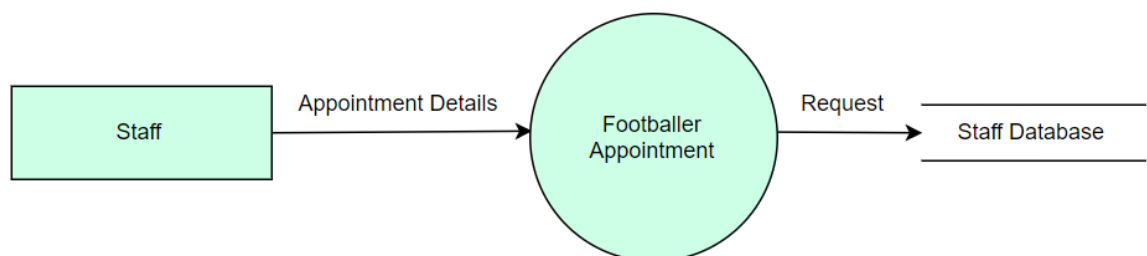 Staff
Appointment Details
Footballer
Appointment
Request
Staff Database